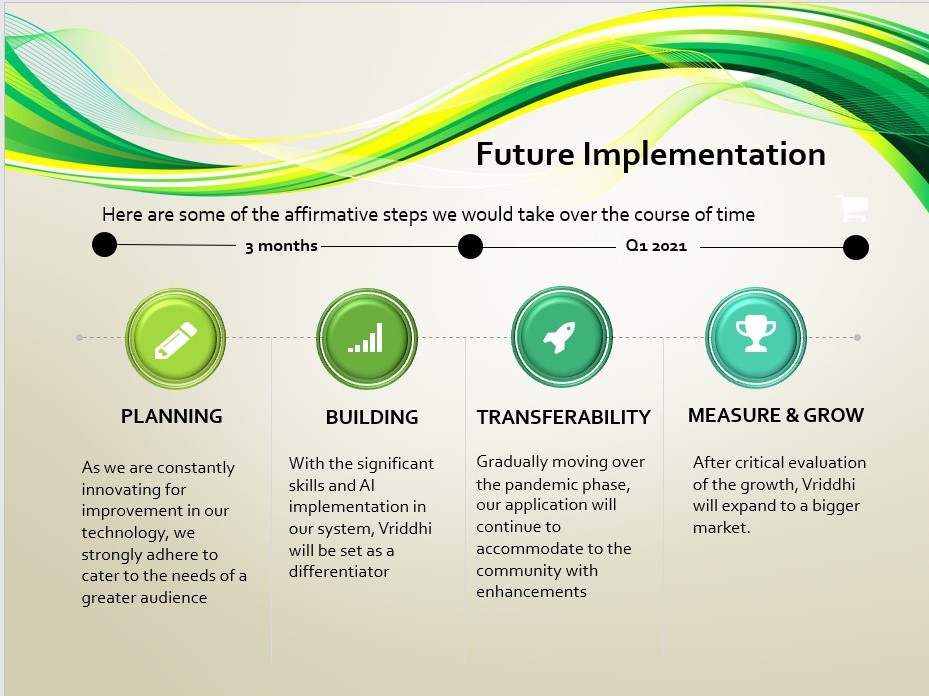 Future Implementation
Here are some of the affirmative steps we would take over the course of time
3 months
Q1 2021
PLANNING
As we are constantly
innovating for
improvement in our
technology, we
strongly adhere to
cater to the needs of a
greater audience
BUILDING
With the significant
skills and AI
implementation in
our system, Vriddhi
will be set as a
differentiator
TRANSFERABILITY
Gradually moving over
the pandemic phase,
our application will
continue to
accommodate to the
community with
enhancements
MEASURE & GROW
After critical evaluation
of the growth, Vriddhi
will expand to a bigger
market.